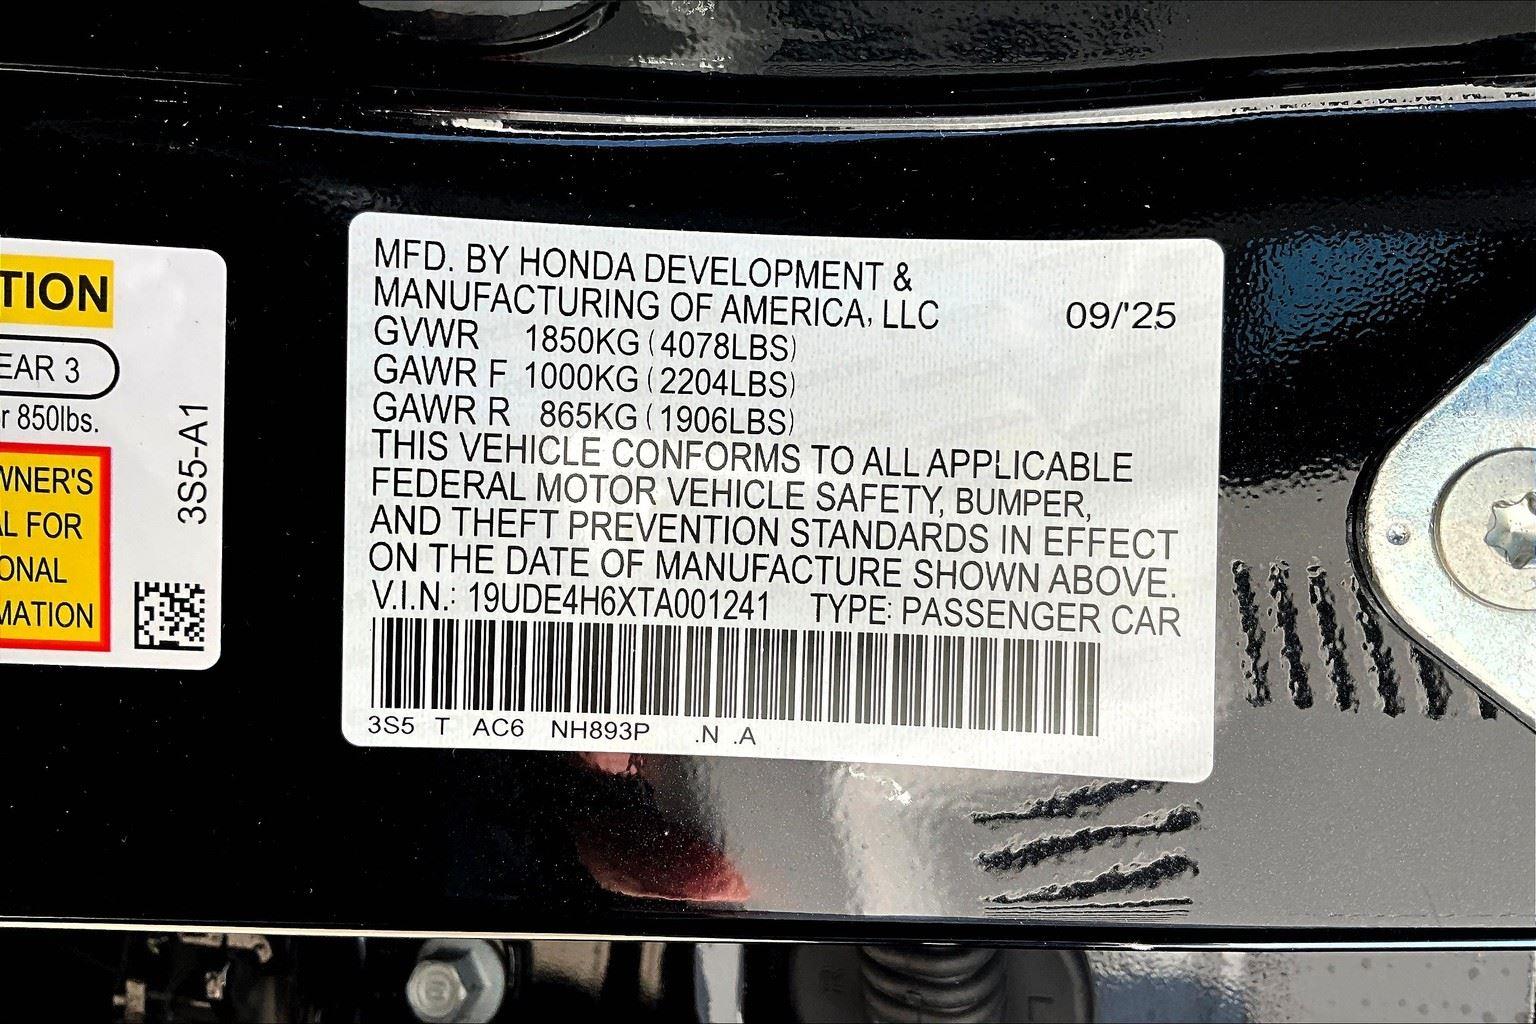 TION
EAR 3
r 850lbs.
WNER'S
AL FOR
ONAL
MATION
3S5-A1
MFD. BY HONDA DEVELOPMENT &
MANUFACTURING OF AMERICA, LLC 09/'25
GVWR 1850KG (4078LBS)
GAWR F 1000KG (2204LBS)
GAWR R 865KG (1906LBS)
THIS VEHICLE CONFORMS TO ALL APPLICABLE
FEDERAL MOTOR VEHICLE SAFETY, BUMPER,
AND THEFT PREVENTION STANDARDS IN EFFECT
ON THE DATE OF MANUFACTURE SHOWN ABOVE.
V.I.N.: 19UDE4H6XTA001241 TYPE: PASSENGER CAR
3S5 T AC6 NH893P .N .A